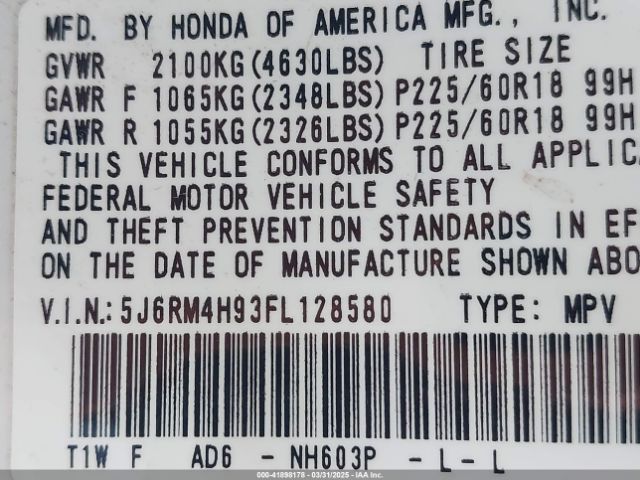 MFD. BY HONDA OF AMERICA MFG., INC.
GVWR 2100KG(4630LBS) TIRE SIZE
GAWR F 1065KG(2348LBS) P225/60R18 99H
GAWR R 1055KG(2326LBS) P225/60R18 99H
THIS VEHICLE CONFORMS TO ALL APPLICA
FEDERAL MOTOR VEHICLE SAFETY
AND THEFT PREVENTION STANDARDS IN EF
ON THE DATE OF MANUFACTURE SHOWN ABO
V.I.N.: 5J6RM4H93FL128580 TYPE: MPV
T1W F AD6 - NH603P - L - L
000-41898178 - 03/31/2025 - IAAI Inc.